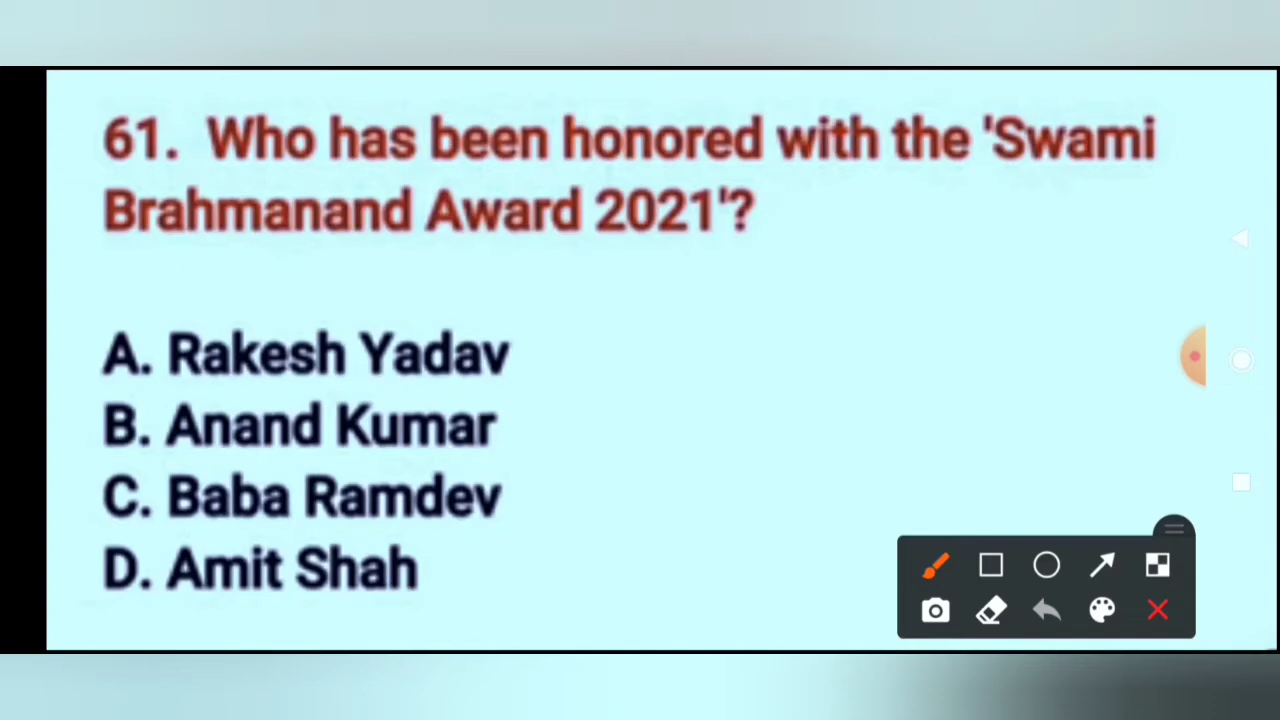 61. Who has been honored with the 'Swami
Brahmanand Award 2021'?
A. Rakesh Yadav
B. Anand Kumar
C. Baba Ramdev
D. Amit Shah